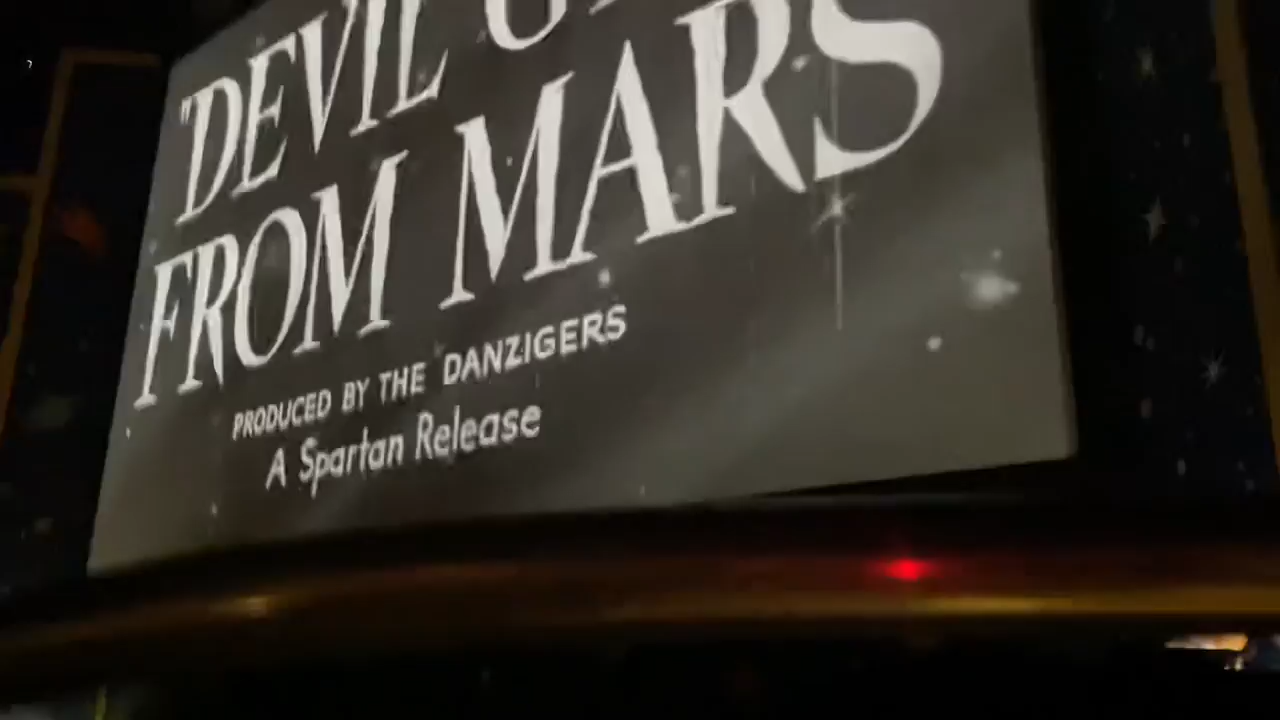 "DEVIL
FROM MARS
PRODUCED BY THE DANZIGERS
A Spartan Release